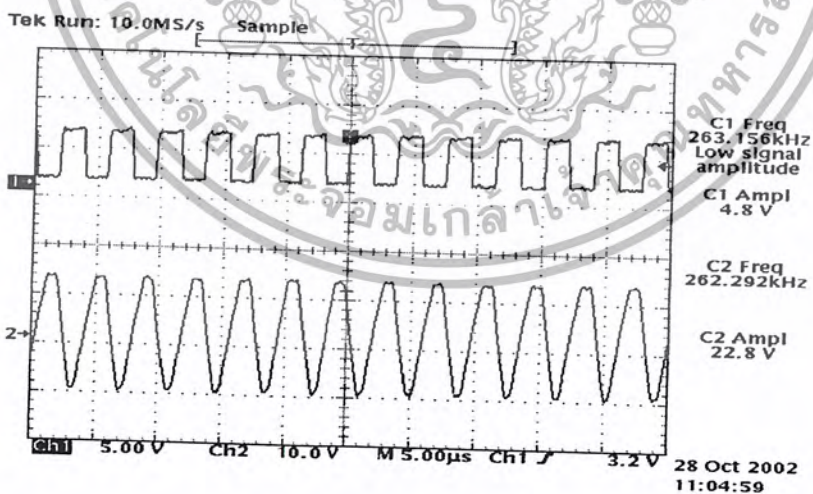 Tek Run: 10.0MS/s Sample
C1 Freq
263.156kHz
Low signal
amplitude
C1 Ampl
4.8 V
C2 Freq
262.292kHz
C2 Ampl
22.8 V
1
2
Ch1 5.00 V Ch2 10.0 V M 5.00µs Ch1 3.2 V
28 Oct 2002
11:04:59